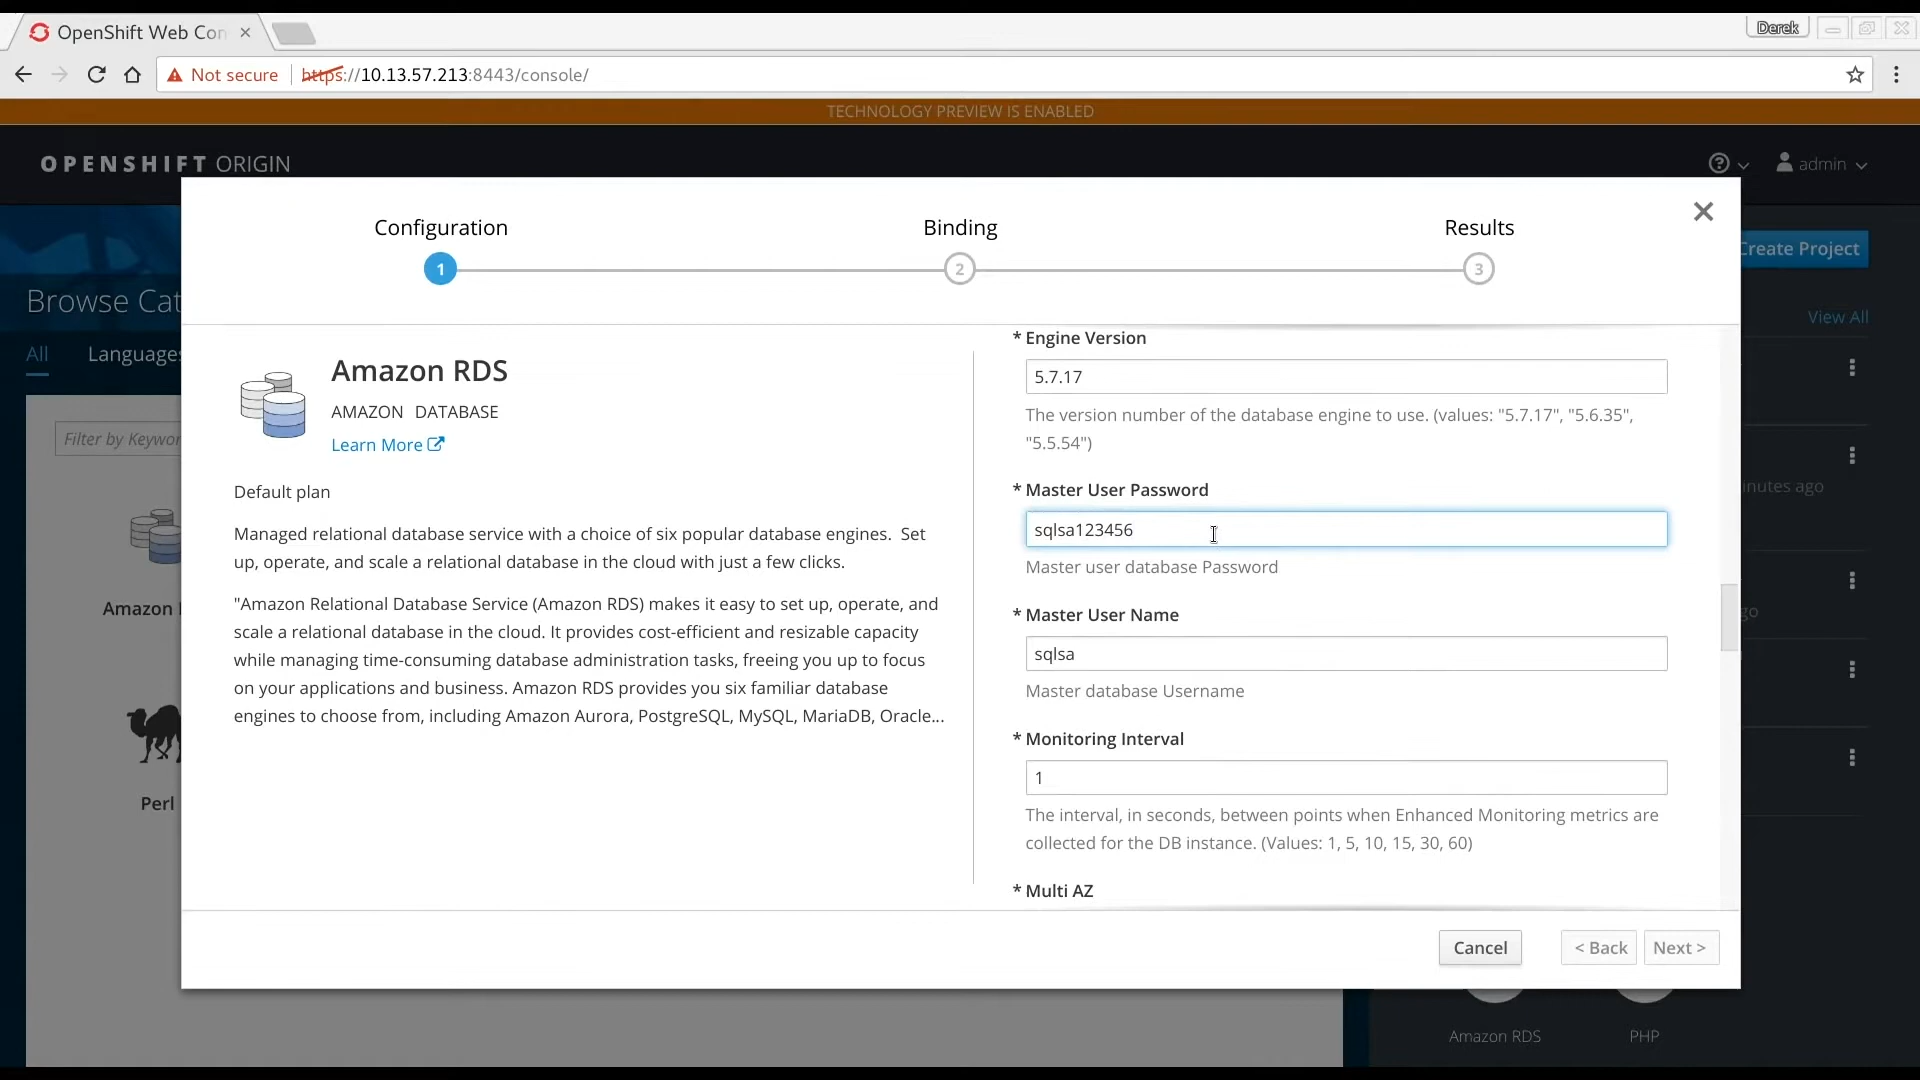 OpenShift Web Con
Derek
Not secure https://10.13.57.213:8443/console/
TECHNOLOGY PREVIEW IS ENABLED
OPENSHIFT ORIGIN
admin
Configuration
Binding
Results
1
2
3
Create Project
Browse Cat
View All
All
Languages
Filter by Keywor
Amazon
Perl
inutes ago
go
Amazon RDS
AMAZON DATABASE
Learn More
Default plan
Managed relational database service with a choice of six popular database engines. Set
up, operate, and scale a relational database in the cloud with just a few clicks.
"Amazon Relational Database Service (Amazon RDS) makes it easy to set up, operate, and
scale a relational database in the cloud. It provides cost-efficient and resizable capacity
while managing time-consuming database administration tasks, freeing you up to focus
on your applications and business. Amazon RDS provides you six familiar database
engines to choose from, including Amazon Aurora, PostgreSQL, MySQL, MariaDB, Oracle...
* Engine Version
5.7.17
The version number of the database engine to use. (values: "5.7.17", "5.6.35",
"5.5.54")
* Master User Password
sqlsa123456
Master user database Password
* Master User Name
sqlsa
Master database Username
* Monitoring Interval
1
The interval, in seconds, between points when Enhanced Monitoring metrics are
collected for the DB instance. (Values: 1, 5, 10, 15, 30, 60)
* Multi AZ
Cancel
< Back
Next >
Amazon RDS
PHP